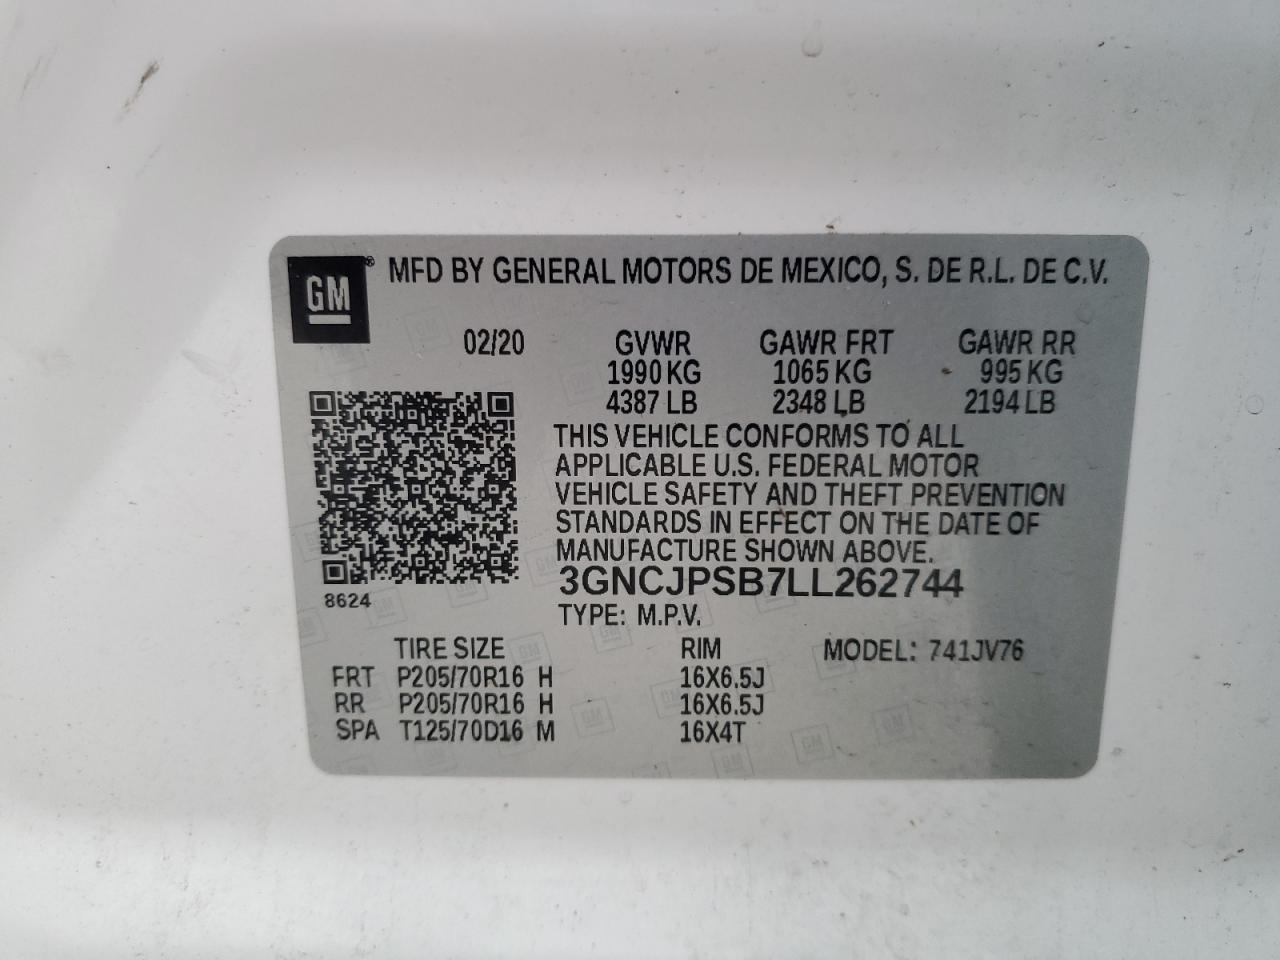 GM® MFD BY GENERAL MOTORS DE MEXICO, S. DE R.L. DE C.V.
02/20 GVWR GAWR FRT GAWR RR
1990 KG 1065 KG 995 KG
4387 LB 2348 LB 2194 LB
THIS VEHICLE CONFORMS TO ALL
APPLICABLE U.S. FEDERAL MOTOR
VEHICLE SAFETY AND THEFT PREVENTION
STANDARDS IN EFFECT ON THE DATE OF
MANUFACTURE SHOWN ABOVE.
3GNCJPSB7LL262744
8624
TYPE: M.P.V.
TIRE SIZE RIM MODEL: 741JV76
FRT P205/70R16 H 16X6.5J
RR P205/70R16 H 16X6.5J
SPA T125/70D16 M 16X4T